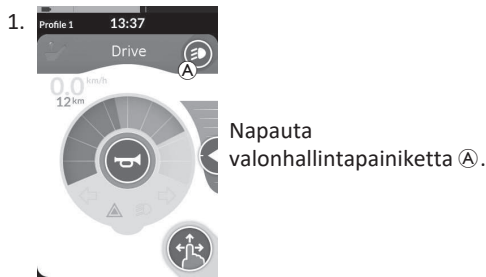 1.
Profile 1 13:37
Drive
A
0.0 km/h
12 km
Napauta
valonhallintapainiketta Ⓐ.